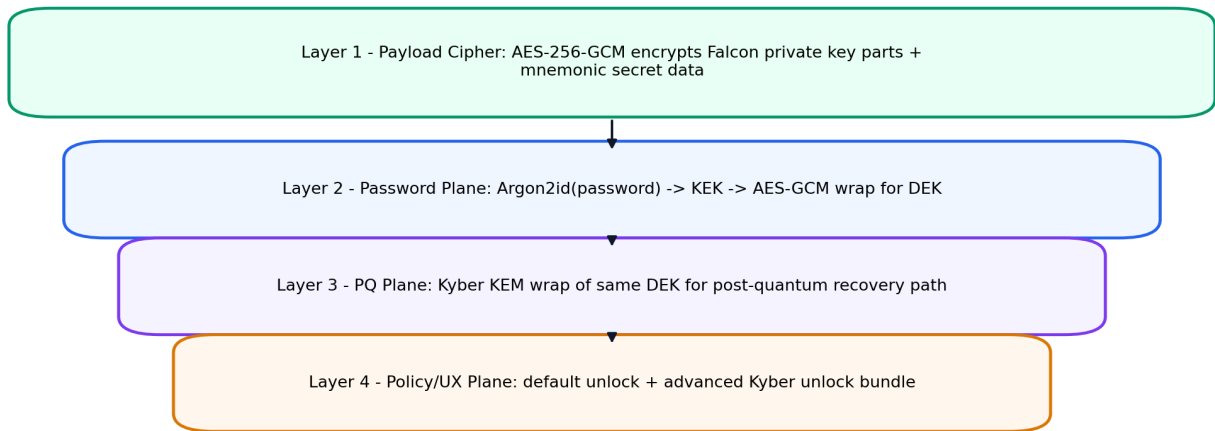 Layer 1 - Payload Cipher: AES-256-GCM encrypts Falcon private key parts +
mnemonic secret data
Layer 2 - Password Plane: Argon2id(password) -> KEK -> AES-GCM wrap for DEK
Layer 3 - PQ Plane: Kyber KEM wrap of same DEK for post-quantum recovery path
Layer 4 - Policy/UX Plane: default unlock + advanced Kyber unlock bundle